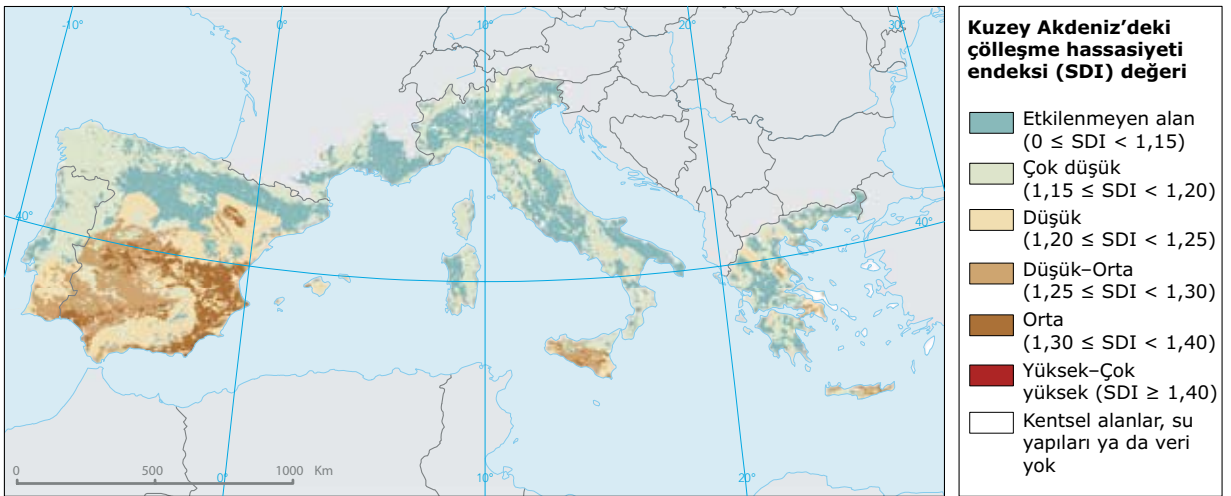 -10°
0°
10°
20°
30°
40°
40°
0
500
1000 Km
0°
10°
20°
Kuzey Akdeniz’deki
çölleşme hassasiyeti
endeksi (SDI) değeri
Etkilenmeyen alan
(0 ≤ SDI < 1,15)
Çok düşük
(1,15 ≤ SDI < 1,20)
Düşük
(1,20 ≤ SDI < 1,25)
Düşük–Orta
(1,25 ≤ SDI < 1,30)
Orta
(1,30 ≤ SDI < 1,40)
Yüksek–Çok
yüksek (SDI ≥ 1,40)
Kentsel alanlar, su
yapıları ya da veri
yok